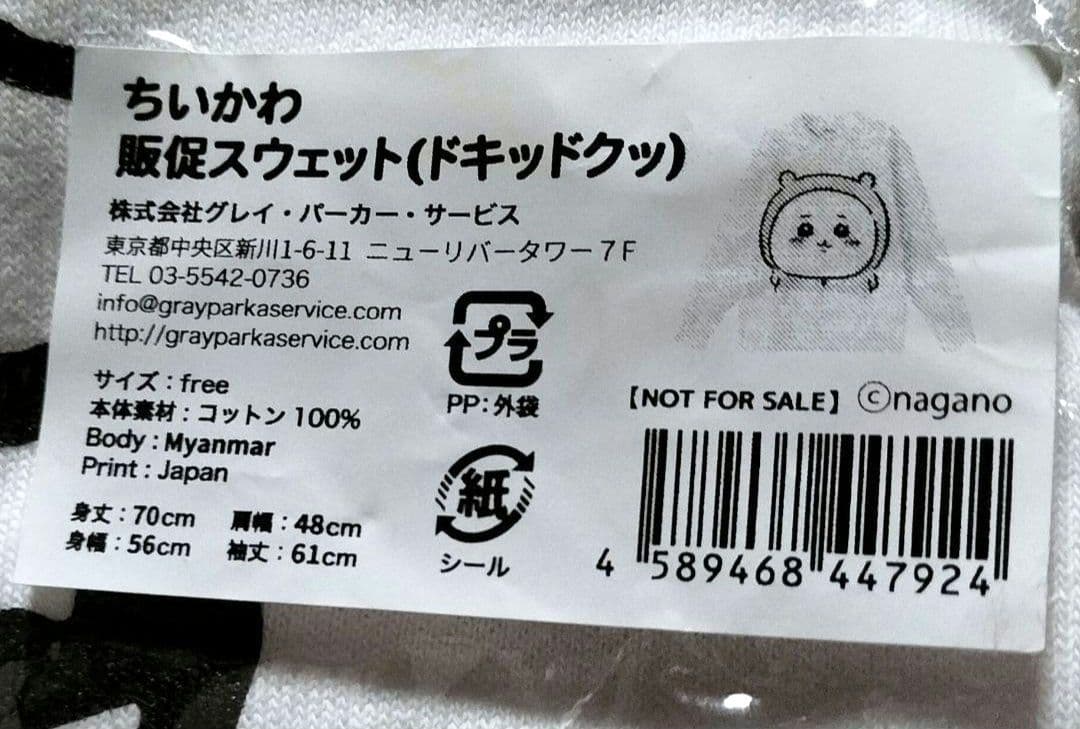 ちいかわ
販促スウェット(ドキッドクッ)
株式会社グレイ・パーカー・サービス
東京都中央区新川1-6-11 ニューリバータワー7F
TEL 03-5542-0736
info@grayparkaservice.com
http://grayparkaservice.com
サイズ:free
本体素材:コットン100%
Body:Myanmar
Print:Japan
身丈:70cm 肩幅:48cm
身幅:56cm 袖丈:61cm
プラ
PP:外袋
紙
シール
【NOT FOR SALE】 ©nagano
4 589468 447924